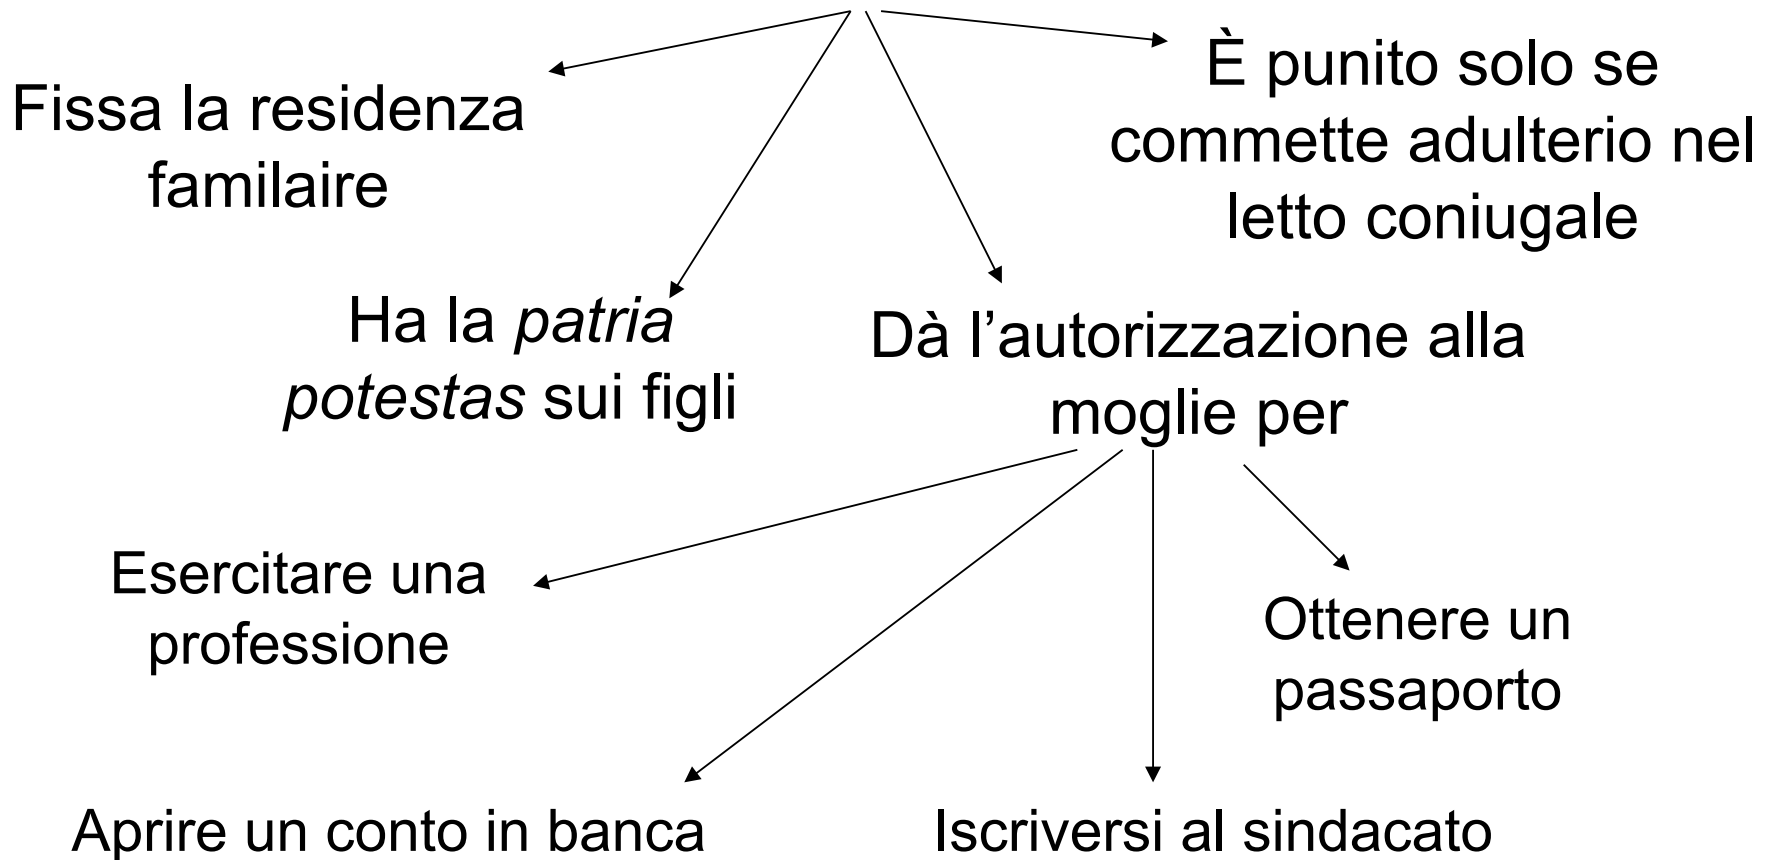 Fissa la residenza
familaire
È punito solo se
commette adulterio nel
letto coniugale
Ha la patria
potestas sui figli
Dà l’autorizzazione alla
moglie per
Esercitare una
professione
Ottenere un
passaporto
Aprire un conto in banca
Iscriversi al sindacato